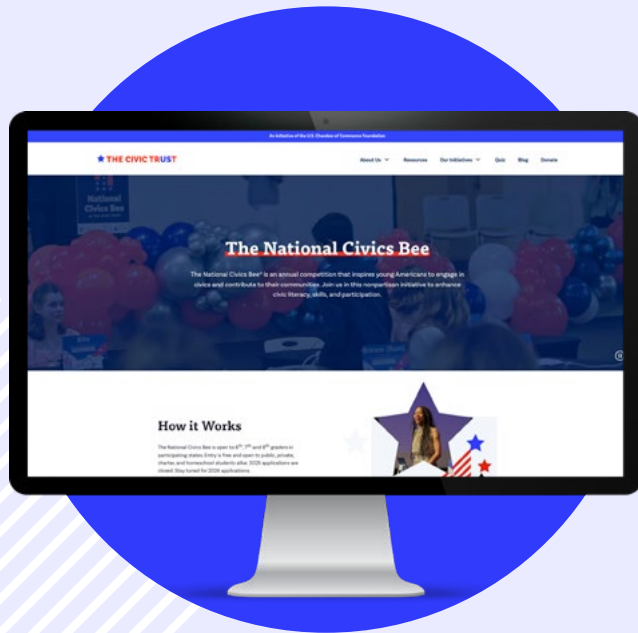 An Initiative of the U.S. Chamber of Commerce Foundation
THE CIVIC TRUST
About Us Resources Our Initiatives Quiz Blog Donate
National
Civics Bee
The National Civics Bee
The National Civics Bee® is an annual competition that inspires young Americans to engage in
civics and contribute to their communities. Join us in this nonpartisan initiative to enhance
civic literacy, skills, and participation.
How it Works
The National Civics Bee is open to 6th, 7th and 8th graders in
participating states. Entry is free and open to public, private,
charter, and homeschool students alike. 2025 applications are
closed. Stay tuned for 2026 applications.